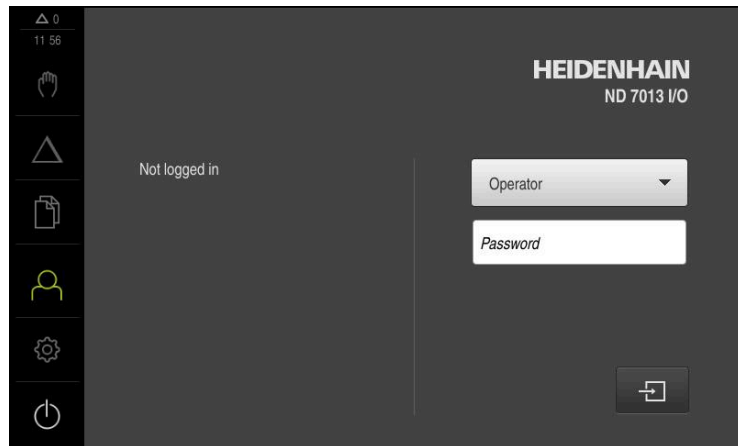 0
11 56
HEIDENHAIN
ND 7013 I/O
Not logged in
Operator
Password